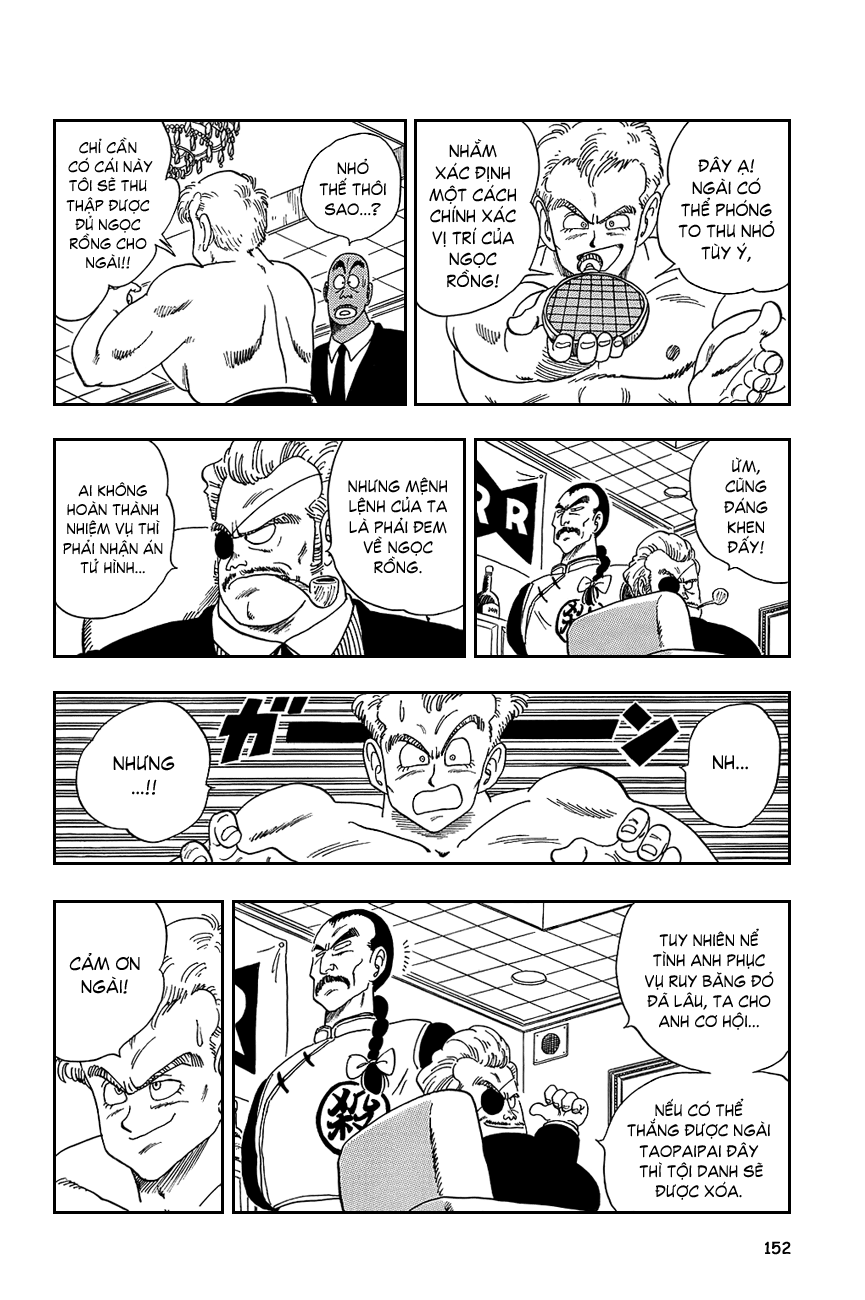 ĐÂY Ạ!
NGÀI CÓ
THỂ PHÓNG
TO THU NHỎ
TÙY Ý,
NHẰM
XÁC ĐỊNH
MỘT CÁCH
CHÍNH XÁC
VỊ TRÍ CỦA
NGỌC
RỒNG!
NHỎ
THẾ THÔI
SAO...?
CHỈ CẦN
CÓ CÁI NÀY
TÔI SẼ THU
THẬP ĐƯỢC
ĐỦ NGỌC
RỒNG CHO
NGÀI!!
ỪM,
CŨNG
ĐÁNG
KHEN
ĐẤY!
RR
JAM
殺
NHƯNG MỆNH
LỆNH CỦA TA
LÀ PHẢI ĐEM
VỀ NGỌC
RỒNG.
AI KHÔNG
HOÀN THÀNH
NHIỆM VỤ THÌ
PHẢI NHẬN ÁN
TỬ HÌNH...
NH...
ガーン
NHƯNG
...!!
TUY NHIÊN NỂ
TÌNH ANH PHỤC
VỤ RUY BĂNG ĐỎ
ĐÃ LÂU, TA CHO
ANH CƠ HỘI...
NẾU CÓ THỂ
THẮNG ĐƯỢC NGÀI
TAOPAIPAI ĐÂY
THÌ TỘI DANH SẼ
ĐƯỢC XÓA.
R
殺
CẢM ƠN
NGÀI!
152